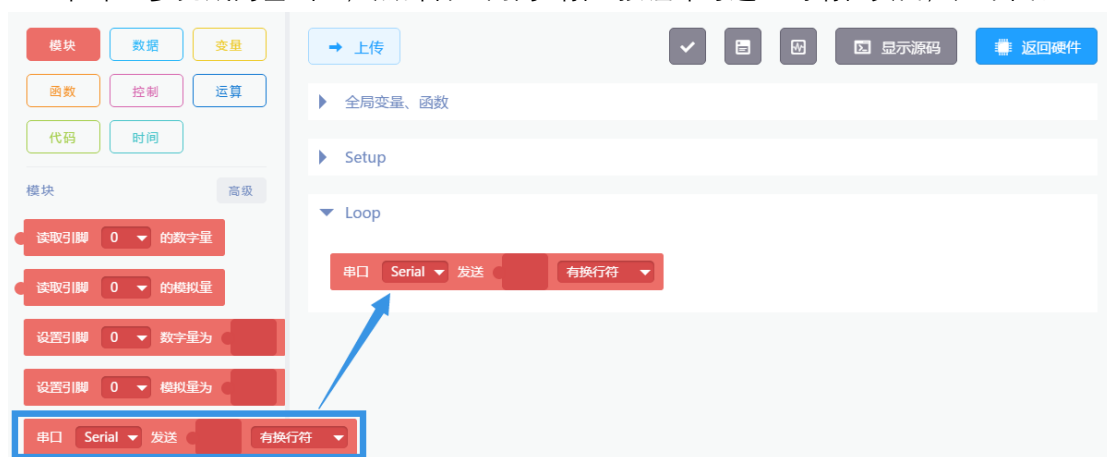 模块 数据 变量
函数 控制 运算
代码 时间
模块 高级
读取引脚 0 的数字量
读取引脚 0 的模拟量
设置引脚 0 数字量为
设置引脚 0 模拟量为
串口 Serial 发送 有换行符
上传 显示源码 返回硬件
全局变量、函数
Setup
Loop
串口 Serial 发送 有换行符